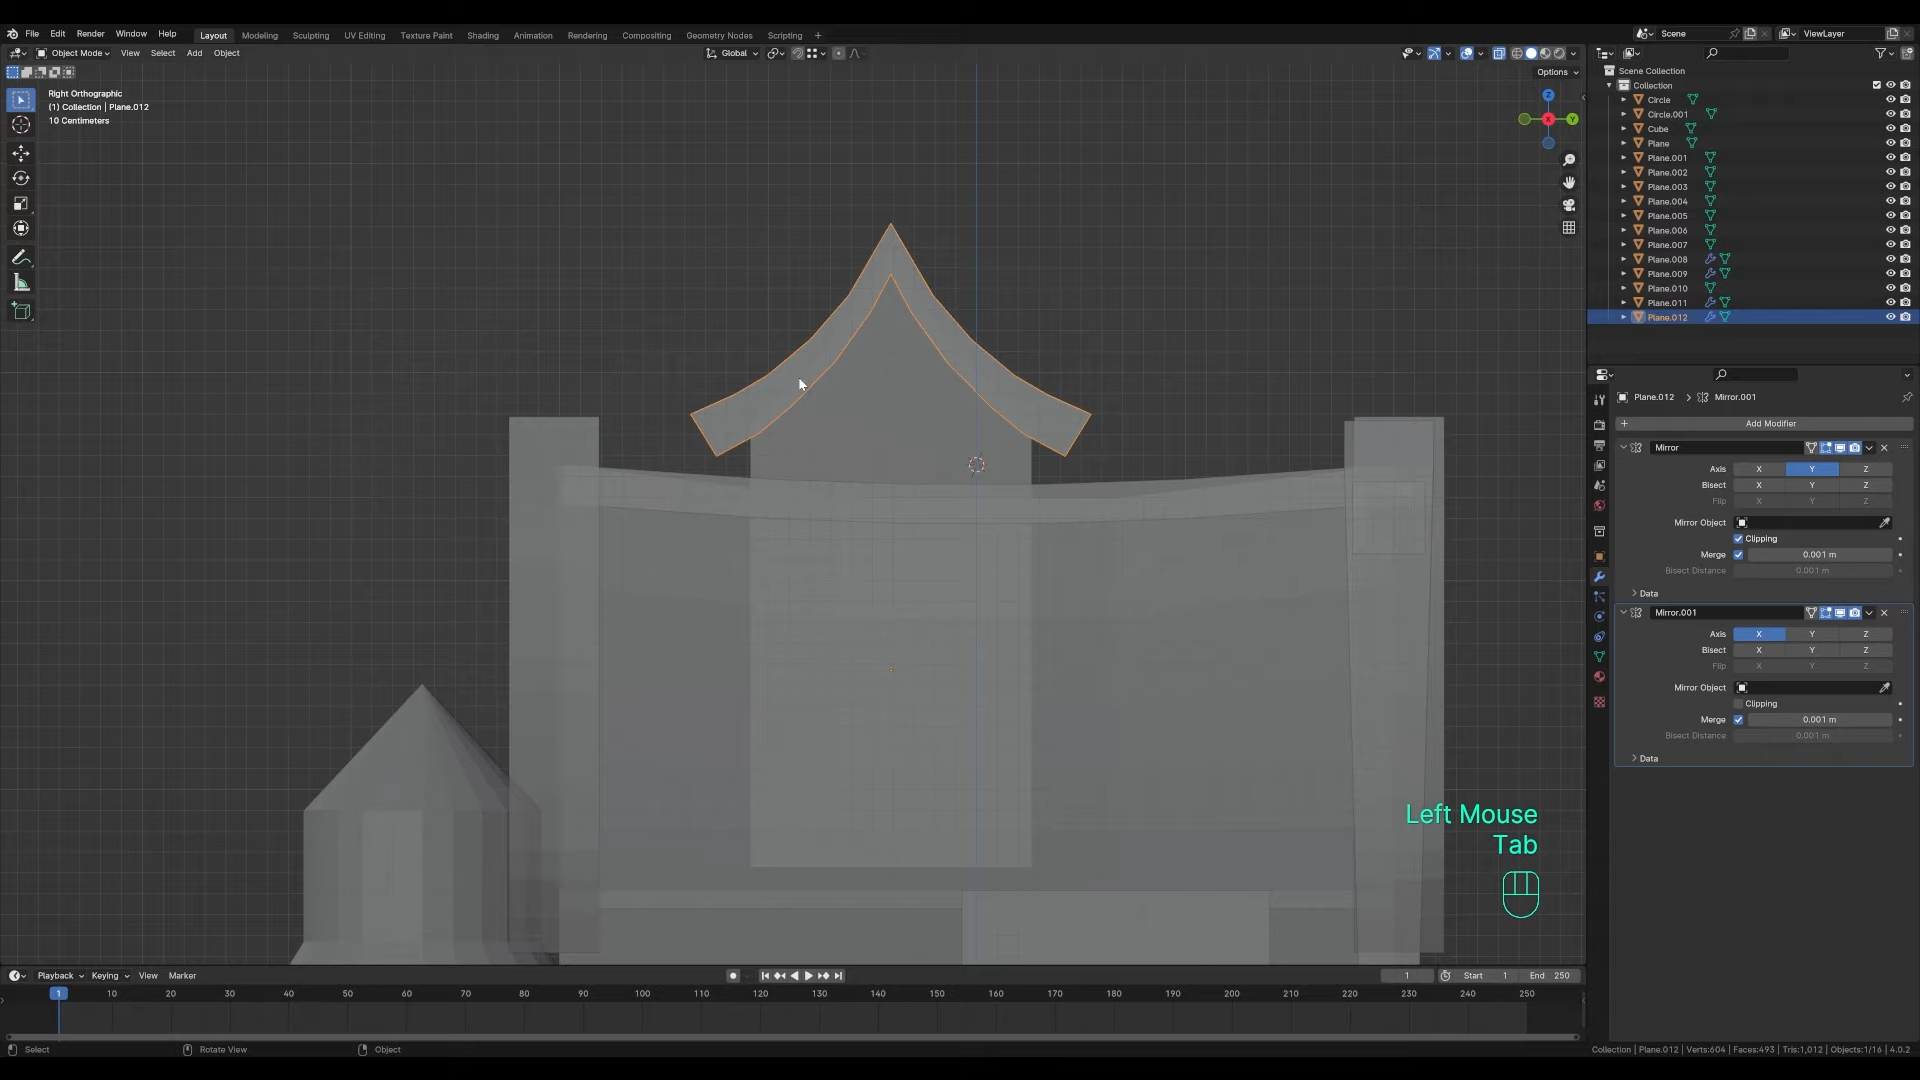 File Edit Render Window Help Layout Modeling Sculpting UV Editing Texture Paint Shading Animation Rendering Compositing Geometry Nodes Scripting + Scene ViewLayer
Object Mode View Select Add Object Global
Options
Right Orthographic
(1) Collection | Plane.012
10 Centimeters
Z
X
Y
Scene Collection
Collection
Circle
Circle.001
Cube
Plane
Plane.001
Plane.002
Plane.003
Plane.004
Plane.005
Plane.006
Plane.007
Plane.008
Plane.009
Plane.010
Plane.011
Plane.012
Plane.012 > Mirror.001
+ Add Modifier
Mirror
Axis X Y Z
Bisect X Y Z
Flip X Y Z
Mirror Object
Clipping
Merge 0.001 m
Bisect Distance 0.001 m
Data
Mirror.001
Axis X Y Z
Bisect X Y Z
Flip X Y Z
Mirror Object
Clipping
Merge 0.001 m
Bisect Distance 0.001 m
Data
Left Mouse
Tab
Playback Keying View Marker 1 Start 1 End 250
1 10 20 30 40 50 60 70 80 90 100 110 120 130 140 150 160 170 180 190 200 210 220 230 240 250
Select Rotate View Object Collection | Plane.012 | Verts:604 | Faces:493 | Tris:1,012 | Objects:1/16 | 4.0.2